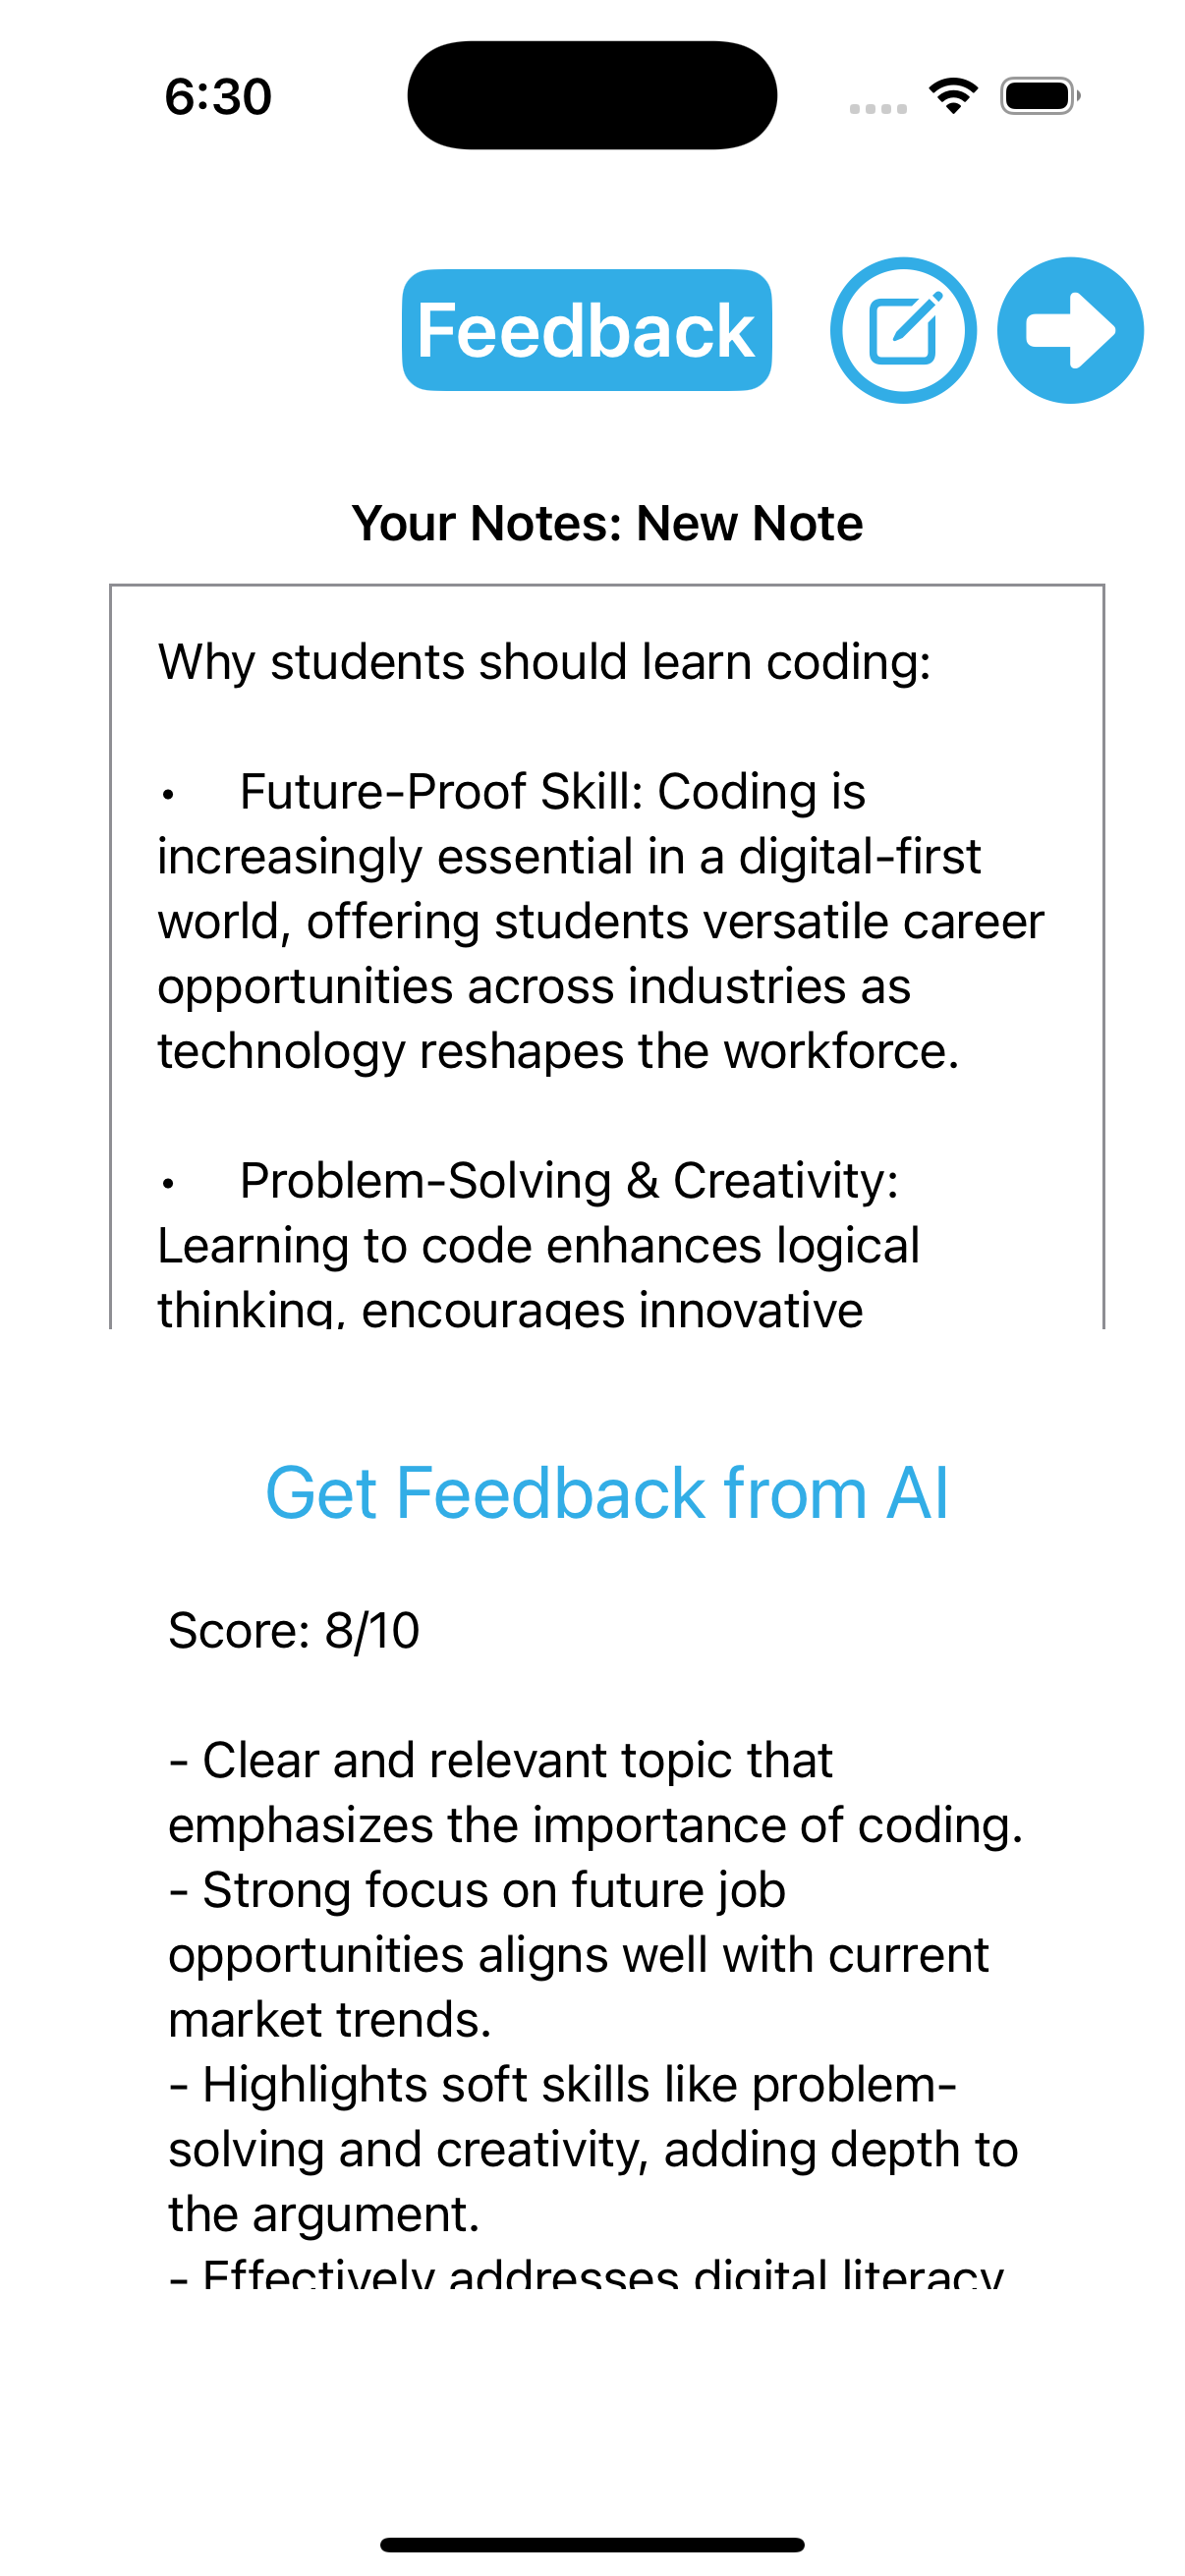 6:30
Feedback
Your Notes: New Note
Why students should learn coding:
• Future-Proof Skill: Coding is
increasingly essential in a digital-first
world, offering students versatile career
opportunities across industries as
technology reshapes the workforce.
• Problem-Solving & Creativity:
Learning to code enhances logical
thinking, encourages innovative
Get Feedback from AI
Score: 8/10
- Clear and relevant topic that
emphasizes the importance of coding.
- Strong focus on future job
opportunities aligns well with current
market trends.
- Highlights soft skills like problem-
solving and creativity, adding depth to
the argument.
- Effectively addresses digital literacy